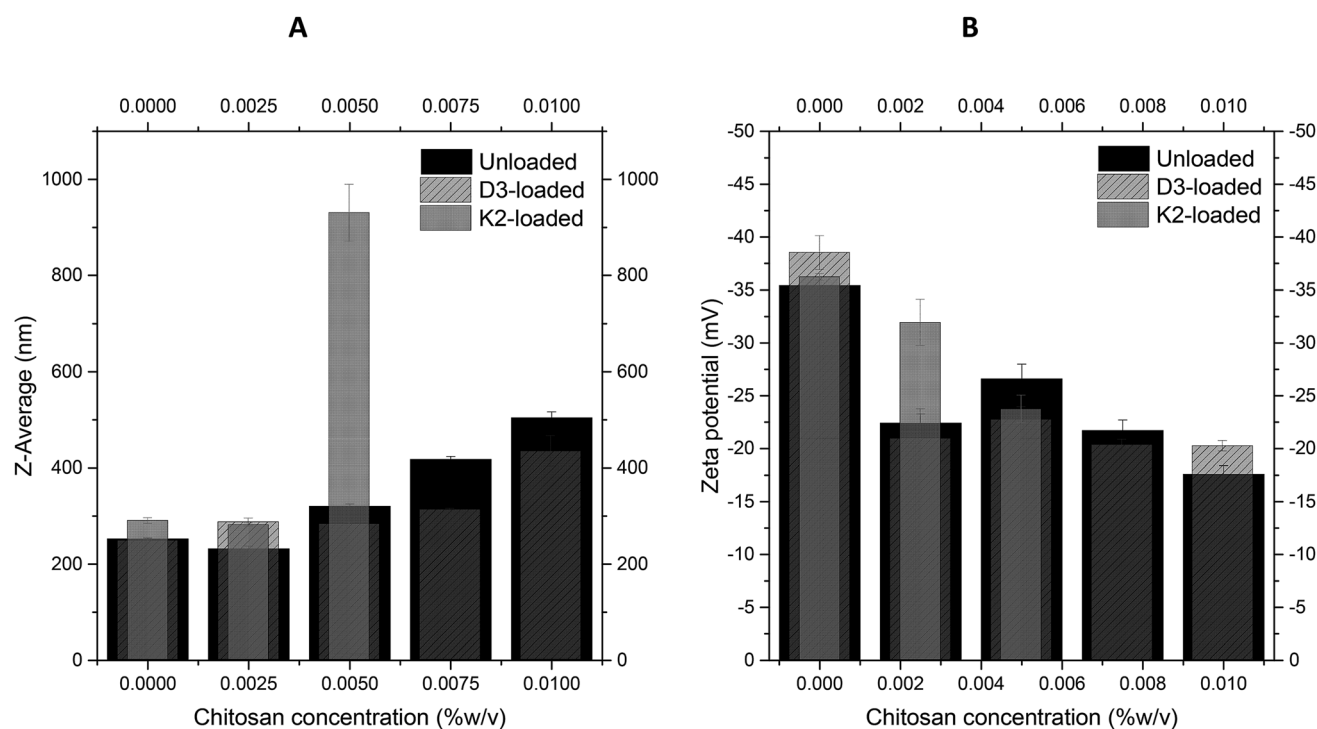 A
0.0000 0.0025 0.0050 0.0075 0.0100
Unloaded
D3-loaded
K2-loaded
1000 1000
800 800
600 600
400 400
200 200
0 0
Z-Average (nm)
0.0000 0.0025 0.0050 0.0075 0.0100
Chitosan concentration (%w/v)
B
0.000 0.002 0.004 0.006 0.008 0.010
Unloaded
D3-loaded
K2-loaded
-50 -50
-45 -45
-40 -40
-35 -35
-30 -30
-25 -25
-20 -20
-15 -15
-10 -10
-5 -5
0 0
Zeta potential (mV)
0.000 0.002 0.004 0.006 0.008 0.010
Chitosan concentration (%w/v)